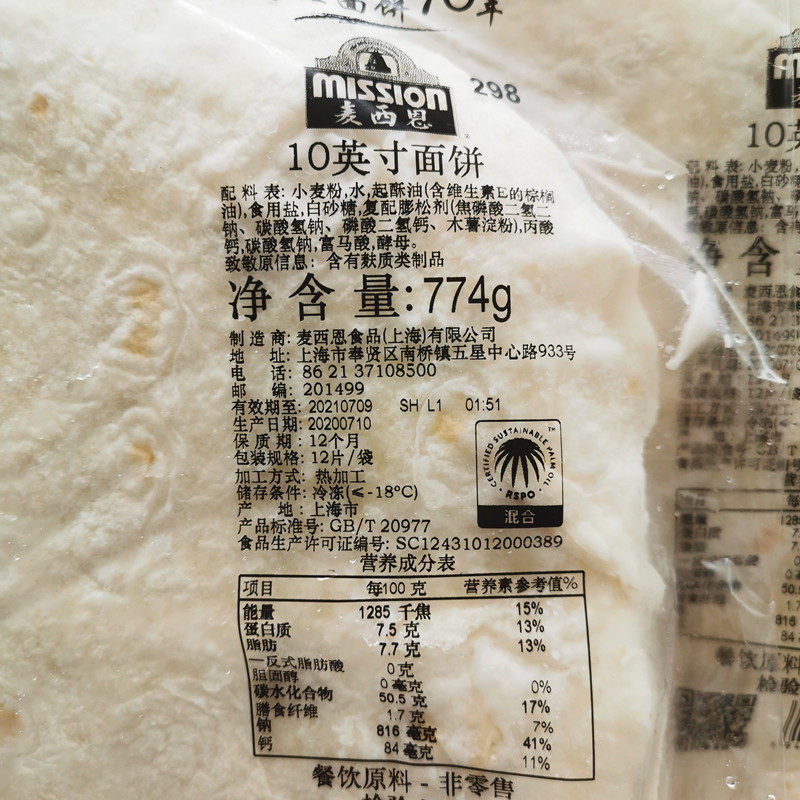 MISSION
麦西恩
298
10英寸面饼
配 料 表: 小麦粉,水,起酥油(含维生素E的棕榈
油),食用盐,白砂糖,复配膨松剂(焦磷酸二氢二
钠、碳酸氢钠、磷酸二氢钙、木薯淀粉),丙酸
钙,碳酸氢钠,富马酸,酵母。
致敏原信息: 含有麸质类制品
净 含 量: 774g
制 造 商: 麦西恩食品(上海)有限公司
地 址: 上海市奉贤区南桥镇五星中心路933号
电 话: 86 21 37108500
邮 编: 201499
有效期至: 20210709 SH L1 01:51
生产日期: 20200710
保 质 期 : 12个月
包装规格: 12片/袋
加工方式: 热加工
储存条件: 冷冻(≤-18°C)
产 地 : 上海市
产品标准号: GB/T 20977
食品生产许可证编号: SC12431012000389
CERTIFIED SUSTAINABLE PALM OIL
TM
RSPO
混合
营养成分表
项目 每100 克 营养素参考值%
能量 1285 千焦 15%
蛋白质 7.5 克 13%
脂肪 7.7 克 13%
—反式脂肪酸 0 克
胆固醇 0 毫克 0%
碳水化合物 50.5 克 17%
膳食纤维 1.7 克 7%
钠 816 毫克 41%
钙 84 毫克 11%
餐饮原料 - 非零售